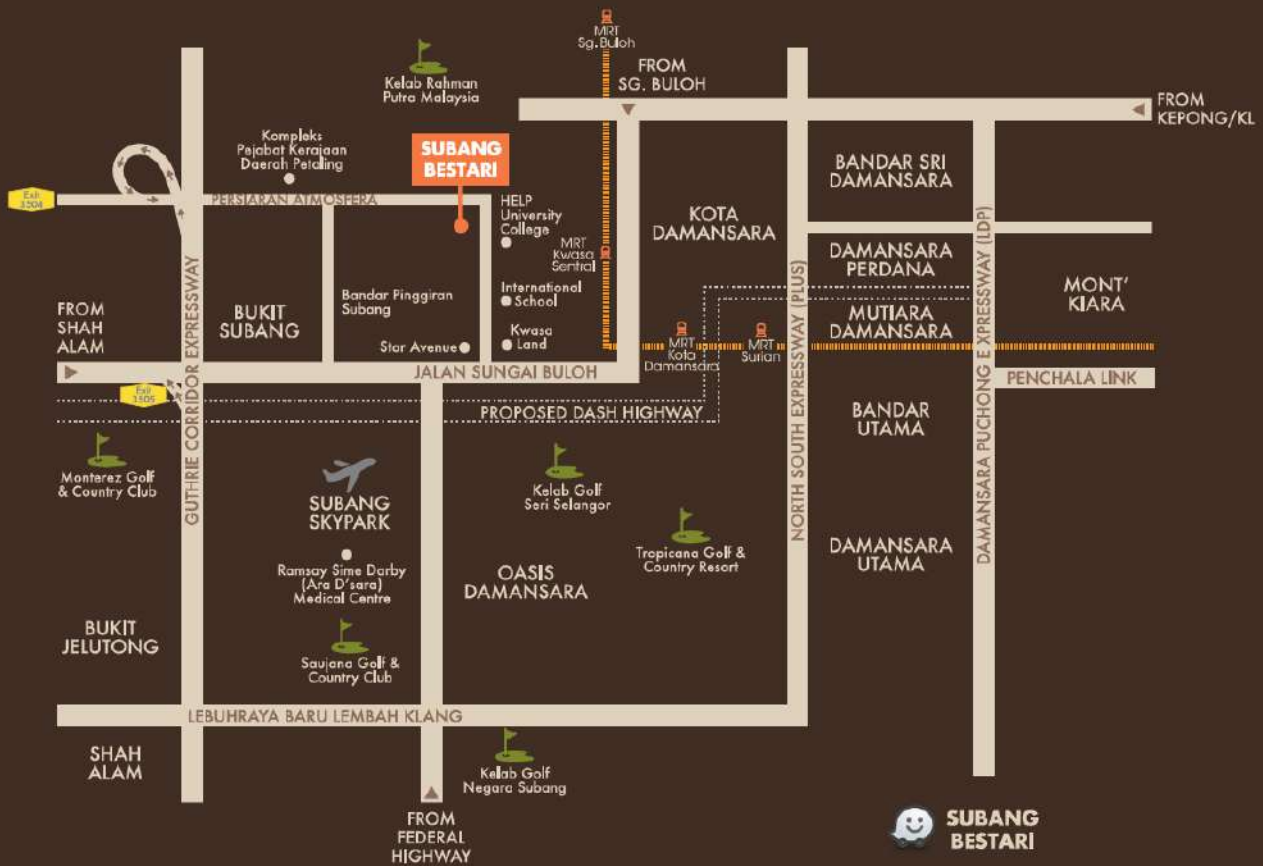 MRT
Sg.Buloh
FROM
SG. BULOH
Kelab Rahman
Putra Malaysia
FROM
KEPONG/KL
Kompleks
Pejabat Kerajaan
Daerah Petaling
SUBANG
BESTARI
BANDAR SRI
DAMANSARA
Exit
3504
PERSIARAN ATMOSFERA
HELP
University
College
KOTA
DAMANSARA
MRT
Kwasa
Sentral
DAMANSARA
PERDANA
MONT'
KIARA
FROM
SHAH
ALAM
BUKIT
SUBANG
Bandar Pinggiran
Subang
International
School
MUTIARA
DAMANSARA
Star Avenue
Kwasa
Land
MRT
Kota
Damansara
MRT
Surian
JALAN SUNGAI BULOH
PENCHALA LINK
Exit
3505
PROPOSED DASH HIGHWAY
BANDAR
UTAMA
GUTHRIE CORRIDOR EXPRESSWAY
NORTH SOUTH EXPRESSWAY (PLUS)
DAMANSARA PUCHONG E XPRESSWAY (LDP)
Monterez Golf
& Country Club
SUBANG
SKYPARK
Kelab Golf
Seri Selangor
Tropicana Golf &
Country Resort
DAMANSARA
UTAMA
Ramsay Sime Darby
(Ara D'sara)
Medical Centre
OASIS
DAMANSARA
BUKIT
JELUTONG
Saujana Golf &
Country Club
LEBUHRAYA BARU LEMBAH KLANG
SHAH
ALAM
Kelab Golf
Negara Subang
FROM
FEDERAL
HIGHWAY
SUBANG
BESTARI